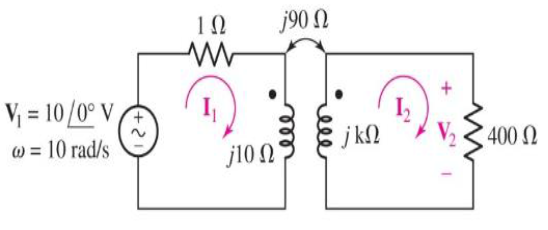 1 Ω
j90 Ω
V₁ = 10/0° V
ω = 10 rad/s
+
−
I₁
j10 Ω
j kΩ
I₂
+
V₂
−
400 Ω